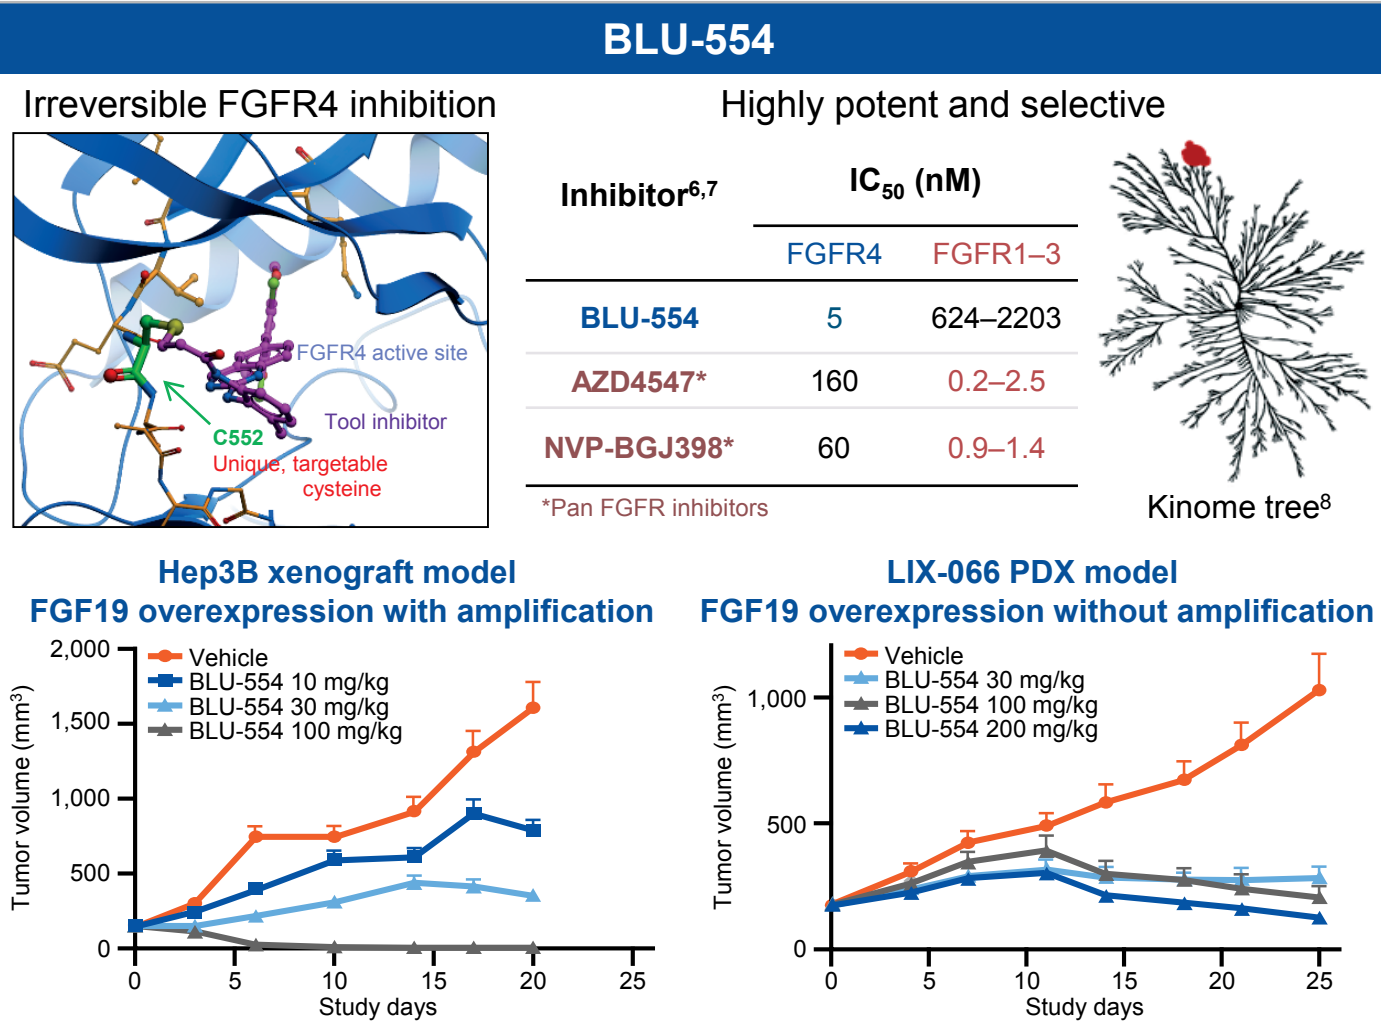 BLU-554
Irreversible FGFR4 inhibition
FGFR4 active site
Tool inhibitor
C552
Unique, targetable
cysteine
Highly potent and selective
Inhibitor6,7 IC50 (nM)
FGFR4 FGFR1–3
BLU-554 5 624–2203
AZD4547* 160 0.2–2.5
NVP-BGJ398* 60 0.9–1.4
*Pan FGFR inhibitors
Kinome tree8
Hep3B xenograft model
FGF19 overexpression with amplification
Tumor volume (mm3)
2,000
1,500
1,000
500
0
Vehicle
BLU-554 10 mg/kg
BLU-554 30 mg/kg
BLU-554 100 mg/kg
0 5 10 15 20 25
Study days
LIX-066 PDX model
FGF19 overexpression without amplification
Tumor volume (mm3)
1,000
500
0
Vehicle
BLU-554 30 mg/kg
BLU-554 100 mg/kg
BLU-554 200 mg/kg
0 5 10 15 20 25
Study days